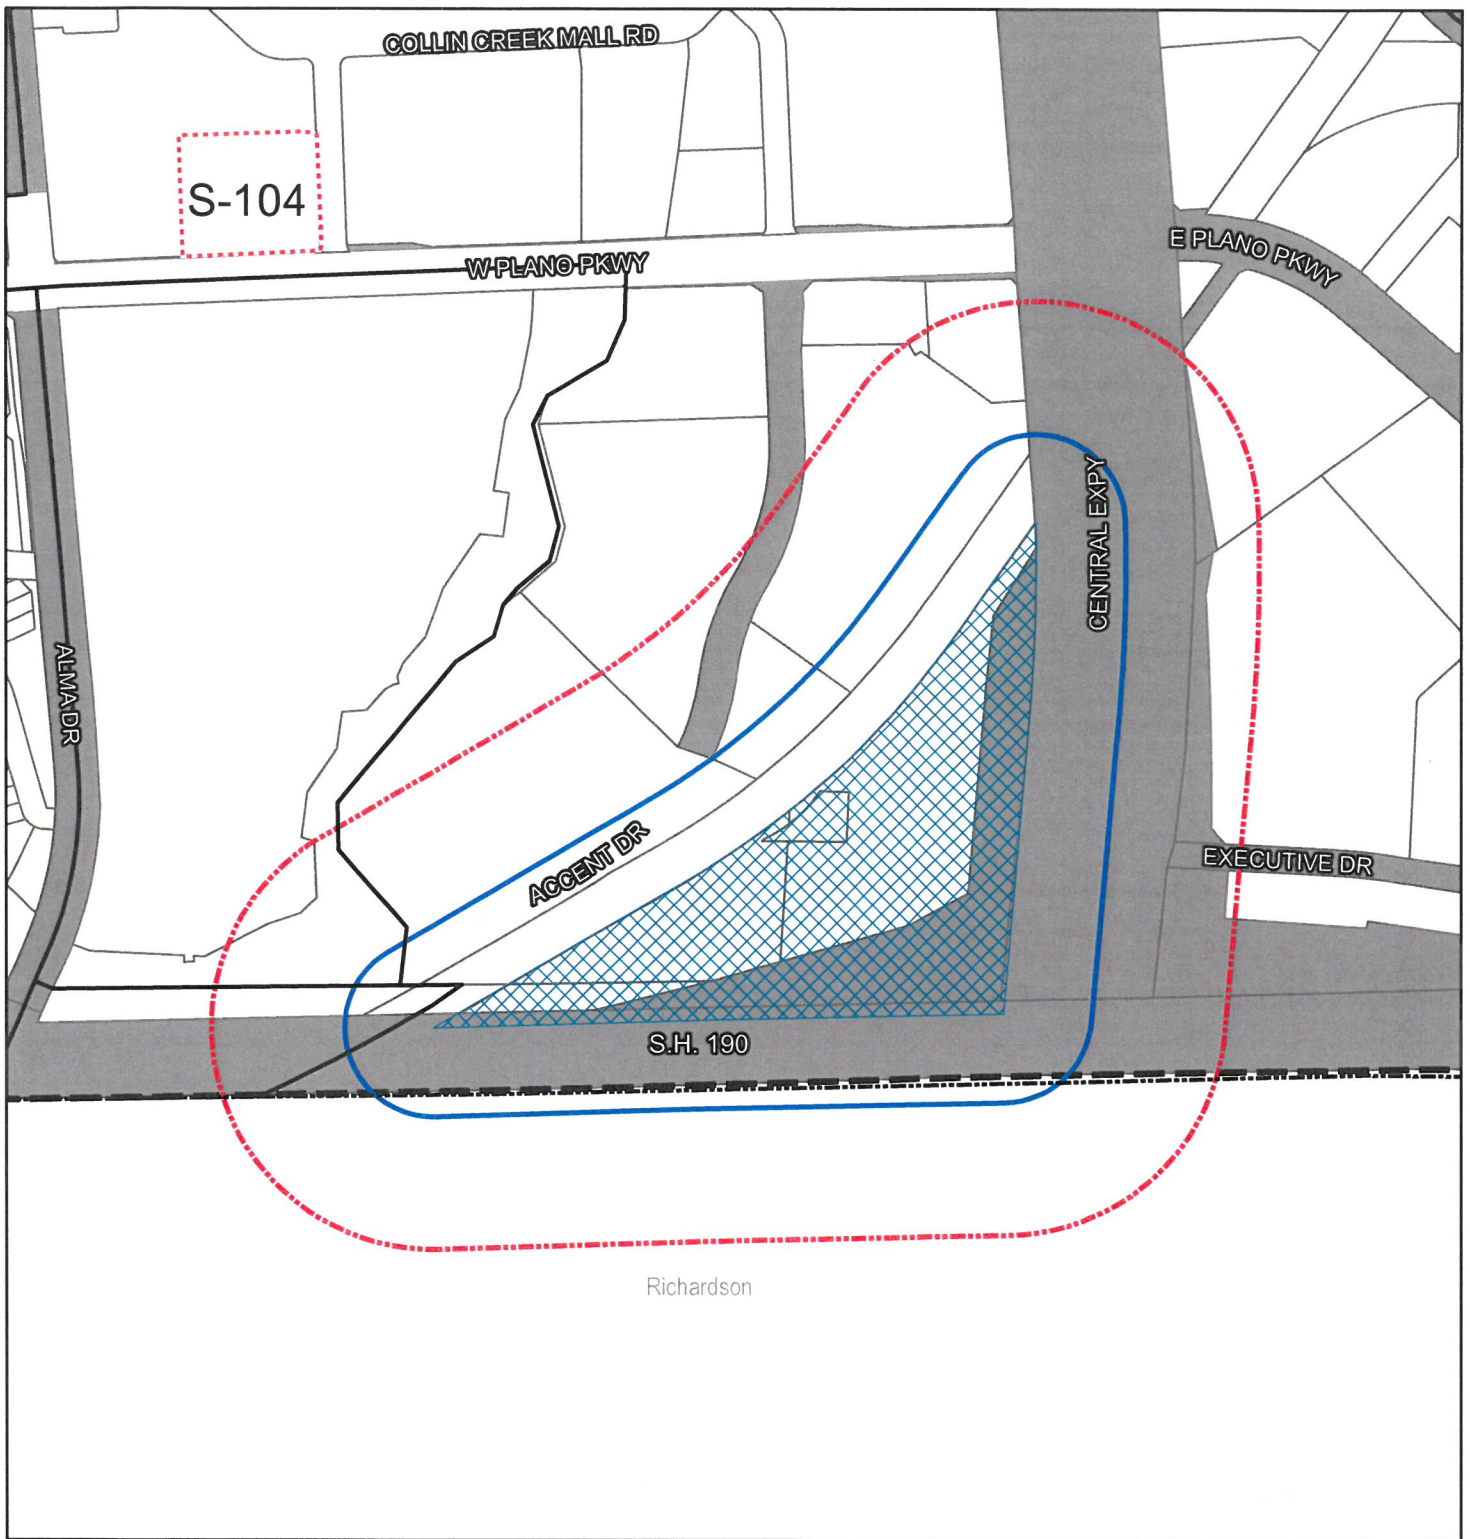 COLLIN CREEK MALL RD
S-104
W PLANO PKWY
E PLANO PKWY
CENTRAL EXPY
ALMA DR
ACCENT DR
EXECUTIVE DR
S.H. 190
Richardson